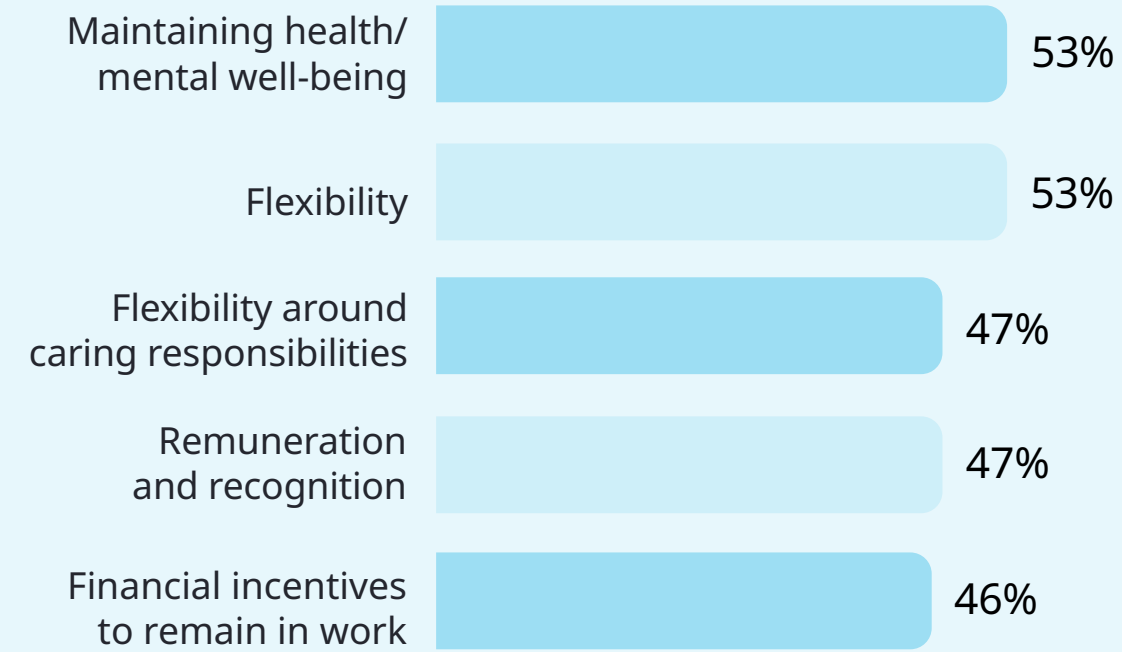 Maintaining health/
mental well-being
53%
Flexibility
53%
Flexibility around
caring responsibilities
47%
Remuneration
and recognition
47%
Financial incentives
to remain in work
46%